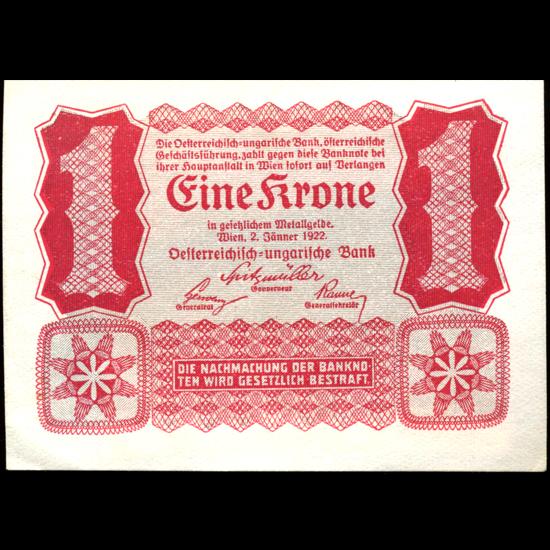 Die Oesterreichisch-ungarische Bank, österreichische
Geschäftsführung, zahlt gegen diese Banknote bei
ihrer Hauptanstalt in Wien sofort auf Verlangen
1 Eine Krone 1
in gesetzlichem Metallgelde.
Wien, 2. Jänner 1922.
Oesterreichisch-ungarische Bank
Spitzmüller
Gouverneur
Generalrat
Generalsekretär
DIE NACHMACHUNG DER BANKNO
TEN WIRD GESETZLICH BESTRAFT.